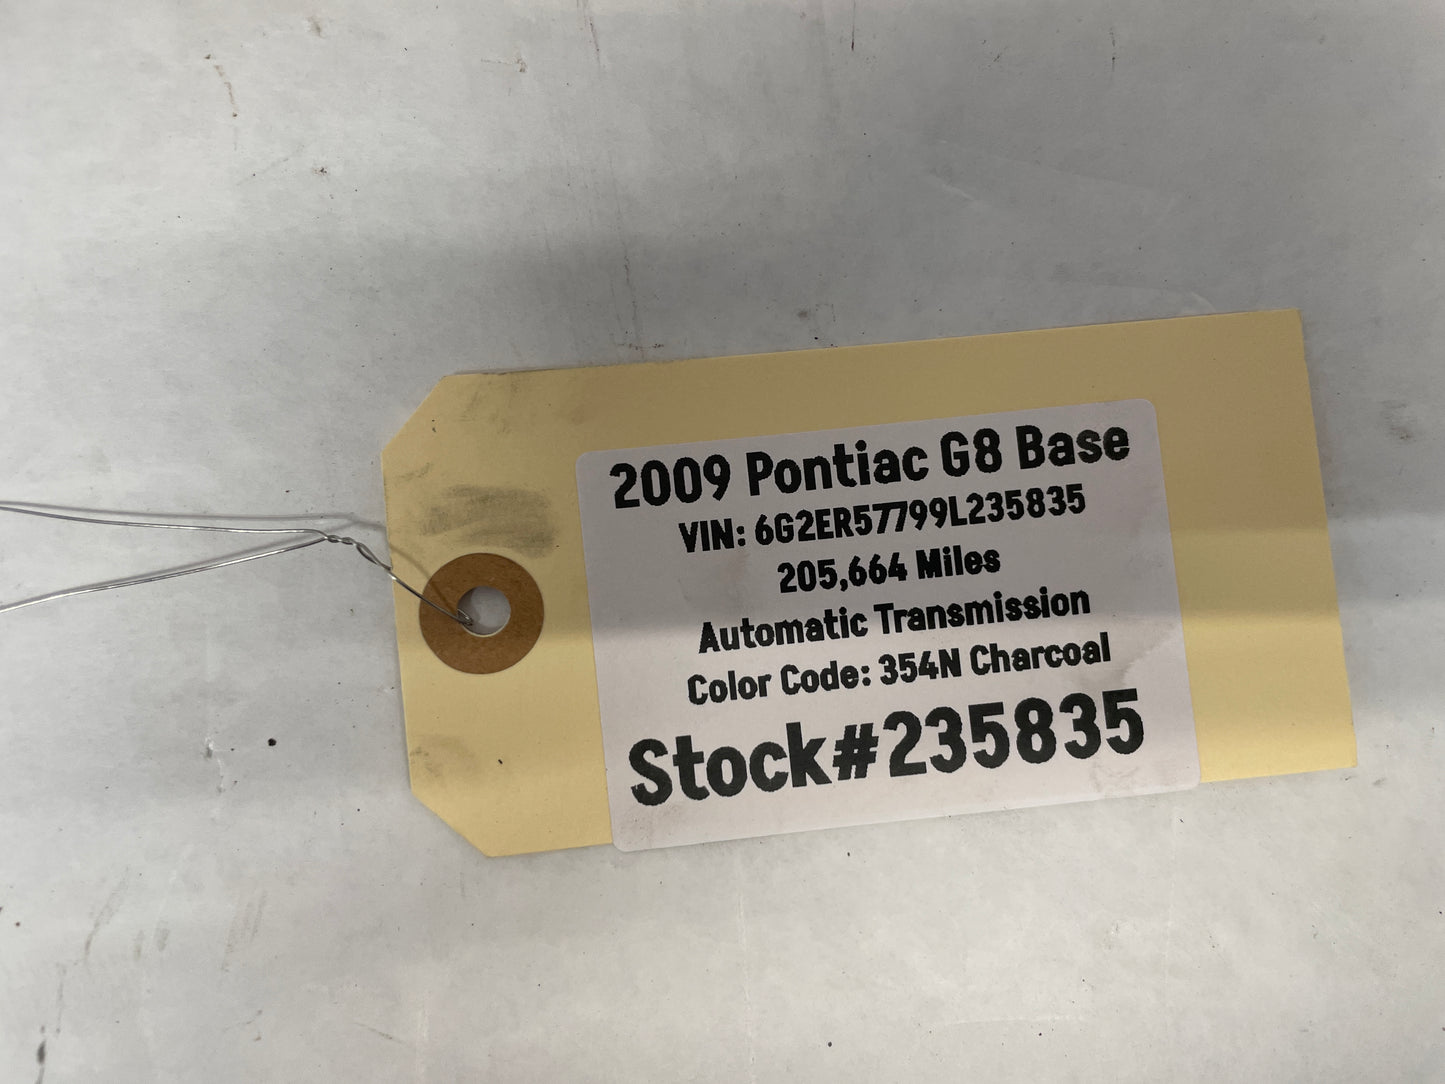 2009 Pontiac G8 Base
VIN: 6G2ER57799L235835
205,664 Miles
Automatic Transmission
Color Code: 354N Charcoal
Stock#235835